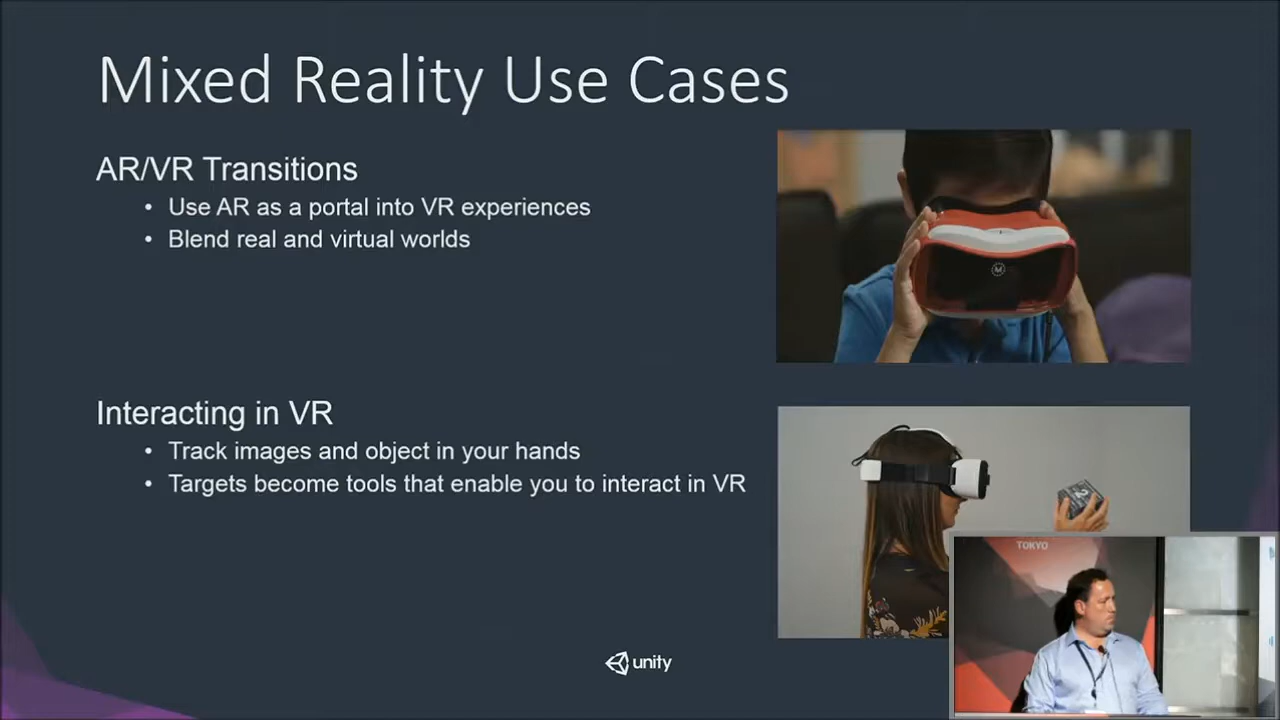 Mixed Reality Use Cases
AR/VR Transitions
• Use AR as a portal into VR experiences
• Blend real and virtual worlds
Interacting in VR
• Track images and object in your hands
• Targets become tools that enable you to interact in VR
M
2
TOKYO
unity